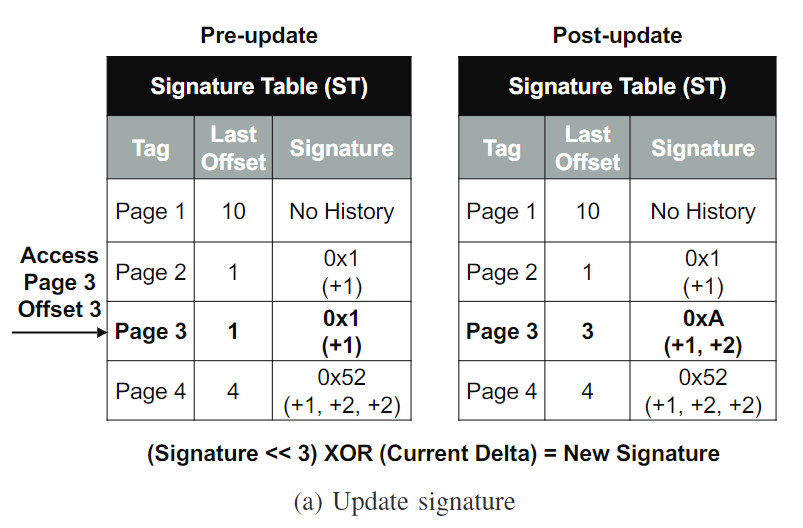 Pre-update
Post-update
Signature Table (ST)
Tag Last Offset Signature
Page 1 10 No History
Page 2 1 0x1 (+1)
Page 3 1 0x1 (+1)
Page 4 4 0x52 (+1, +2, +2)
Signature Table (ST)
Tag Last Offset Signature
Page 1 10 No History
Page 2 1 0x1 (+1)
Page 3 3 0xA (+1, +2)
Page 4 4 0x52 (+1, +2, +2)
Access
Page 3
Offset 3
(Signature << 3) XOR (Current Delta) = New Signature
(a) Update signature